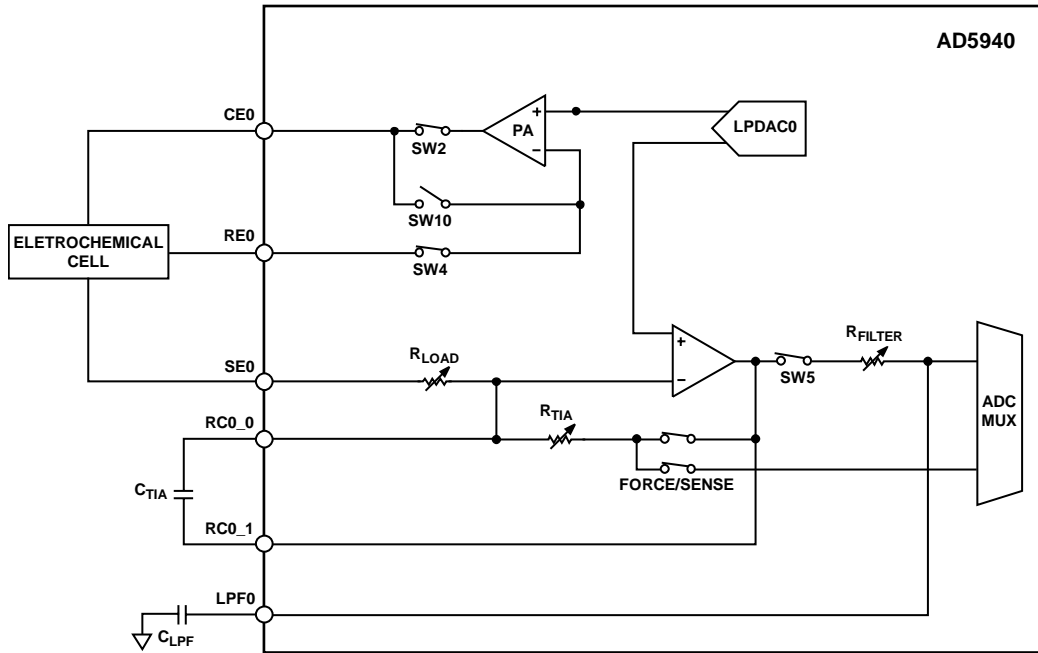 AD5940
CE0
+
PA
−
LPDAC0
SW2
SW10
ELETROCHEMICAL
CELL
RE0
SW4
SE0
RLOAD
+
−
SW5
RFILTER
ADC
MUX
RC0_0
RTIA
FORCE/SENSE
CTIA
RC0_1
LPF0
CLPF